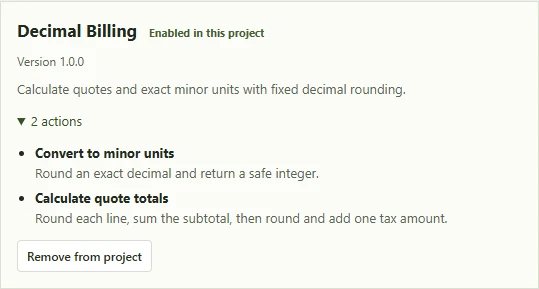 Decimal Billing Enabled in this project
Version 1.0.0
Calculate quotes and exact minor units with fixed decimal rounding.
▼ 2 actions
• Convert to minor units
Round an exact decimal and return a safe integer.
• Calculate quote totals
Round each line, sum the subtotal, then round and add one tax amount.
Remove from project